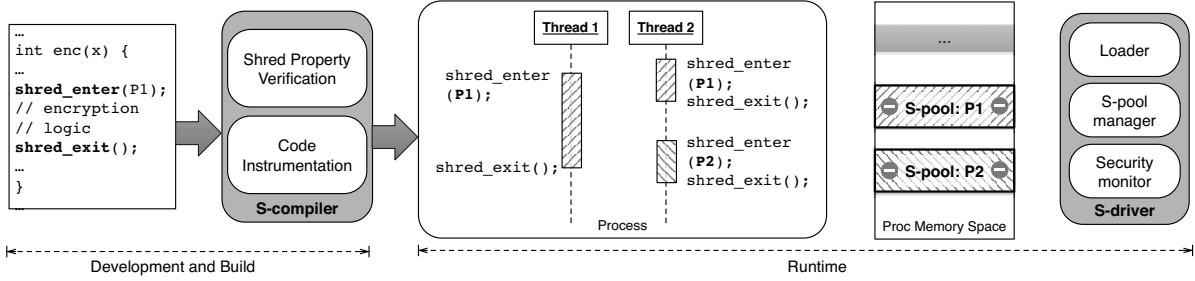 …
int enc(x) {
…
shred_enter(P1);
// encryption
// logic
shred_exit();
…
}
…
Shred Property
Verification
Code
Instrumentation
S-compiler
Development and Build
Thread 1
shred_enter
(P1);
shred_exit();
Thread 2
shred_enter
(P1);
shred_exit();
shred_enter
(P2);
shred_exit();
Process
...
S-pool: P1
S-pool: P2
Proc Memory Space
Loader
S-pool
manager
Security
monitor
S-driver
Runtime